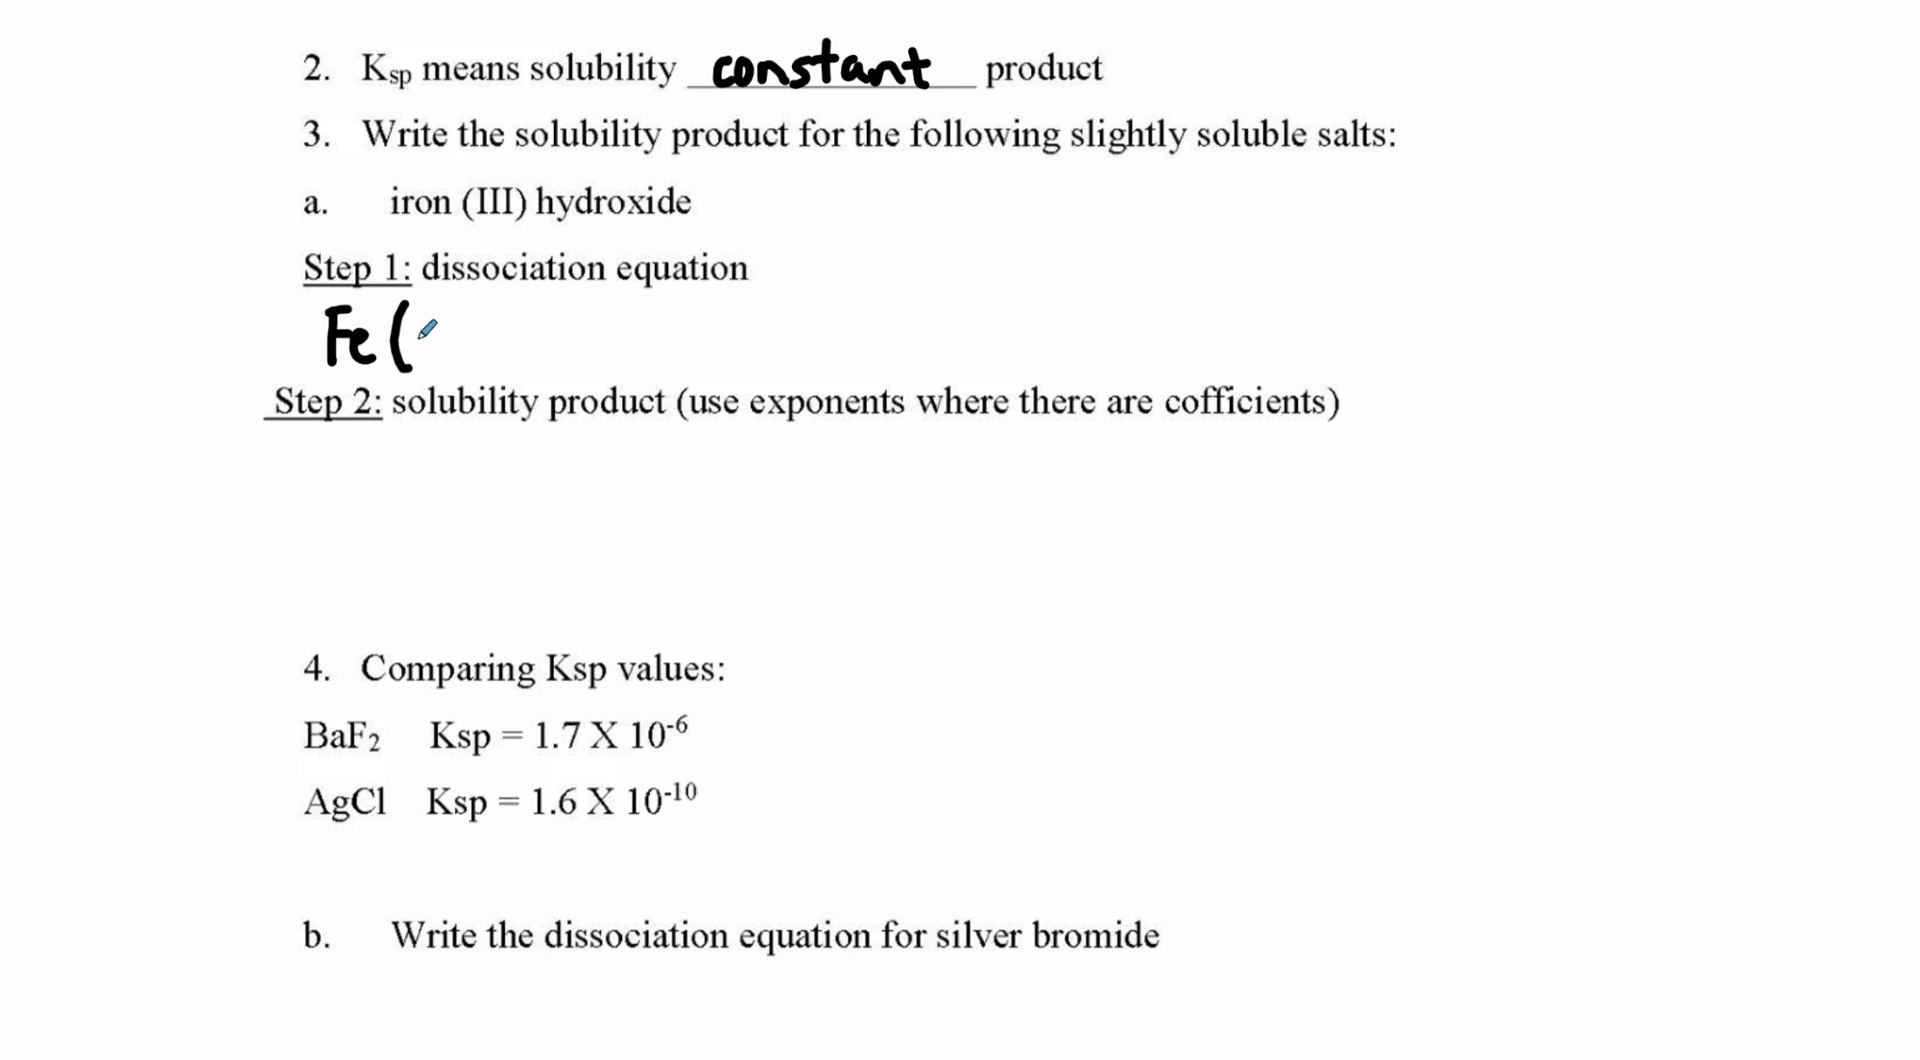 2. Ksp means solubility constant product
3. Write the solubility product for the following slightly soluble salts:
a. iron (III) hydroxide
Step 1: dissociation equation
Fe(
Step 2: solubility product (use exponents where there are cofficients)
4. Comparing Ksp values:
BaF₂ Ksp = 1.7 X 10⁻⁶
AgCl Ksp = 1.6 X 10⁻¹⁰
b. Write the dissociation equation for silver bromide